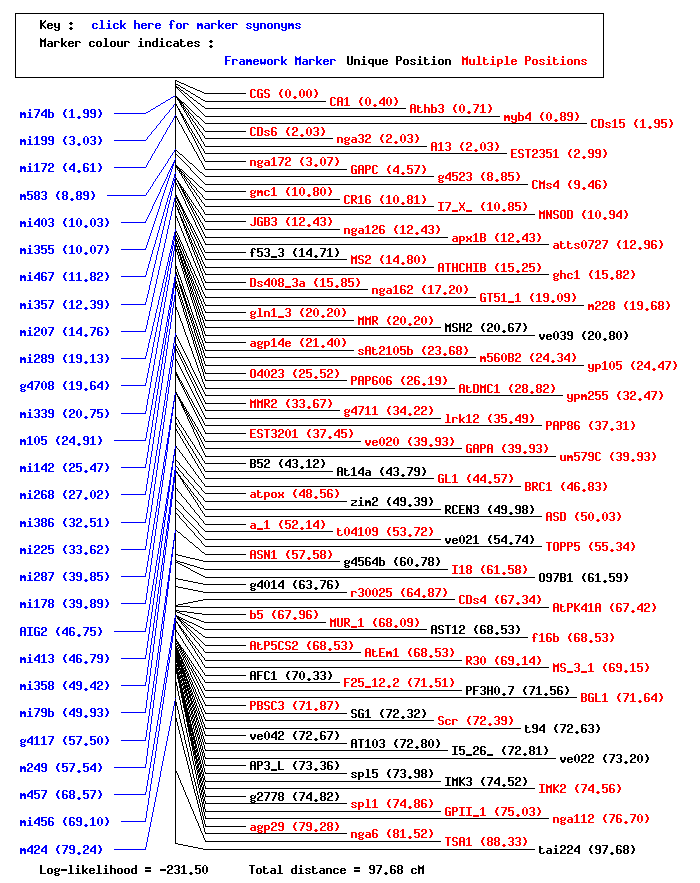 Key : click here for marker synonyms
Marker colour indicates :
Framework Marker Unique Position Multiple Positions
CGS (0.00)
CA1 (0.40)
Athb3 (0.71)
mi74b (1.99)
myb4 (0.89)
CDs15 (1.95)
CDs6 (2.03)
nga32 (2.03)
mi199 (3.03)
A13 (2.03)
EST2351 (2.99)
nga172 (3.07)
mi172 (4.61)
GAPC (4.57)
g4523 (8.85)
CMs4 (9.46)
m583 (8.89)
gmc1 (10.80)
CR16 (10.81)
I7_X_ (10.85)
MNSOD (10.94)
mi403 (10.03)
JGB3 (12.43)
nga126 (12.43)
apx1B (12.43)
atts0727 (12.96)
mi355 (10.07)
f53_3 (14.71)
MS2 (14.80)
ATHCHIB (15.25)
ghc1 (15.82)
mi467 (11.82)
Ds408_3a (15.85)
nga162 (17.20)
GT51_1 (19.09)
mi357 (12.39)
m228 (19.68)
gln1_3 (20.20)
MMR (20.20)
MSH2 (20.67)
mi207 (14.76)
ve039 (20.80)
agp14e (21.40)
sAt2105b (23.68)
mi289 (19.13)
m560B2 (24.34)
yp105 (24.47)
O4023 (25.52)
PAP606 (26.19)
g4708 (19.64)
AtDMC1 (28.82)
ypm255 (32.47)
MMR2 (33.67)
mi339 (20.75)
g4711 (34.22)
lrk12 (35.49)
PAP86 (37.31)
EST3201 (37.45)
m105 (24.91)
ve020 (39.93)
GAPA (39.93)
um579C (39.93)
B52 (43.12)
mi142 (25.47)
At14a (43.79)
GL1 (44.57)
BRC1 (46.83)
mi268 (27.02)
atpox (48.56)
zim2 (49.39)
RCEN3 (49.98)
ASD (50.03)
mi386 (32.51)
a_1 (52.14)
t04109 (53.72)
ve021 (54.74)
TOPP5 (55.34)
mi225 (33.62)
ASN1 (57.58)
g4564b (60.78)
I18 (61.58)
mi287 (39.85)
O97B1 (61.59)
g4014 (63.76)
r30025 (64.87)
CDs4 (67.34)
mi178 (39.89)
AtPK41A (67.42)
b5 (67.96)
MUR_1 (68.09)
AIG2 (46.75)
AST12 (68.53)
f16b (68.53)
AtP5CS2 (68.53)
AtEm1 (68.53)
mi413 (46.79)
R30 (69.14)
MS_3_1 (69.15)
AFC1 (70.33)
mi358 (49.42)
F25_12.2 (71.51)
PF3H0.7 (71.56)
BGL1 (71.64)
PBSC3 (71.87)
mi79b (49.93)
SG1 (72.32)
Scr (72.39)
t94 (72.63)
ve042 (72.67)
g4117 (57.50)
AT103 (72.80)
I5_26_ (72.81)
ve022 (73.20)
AP3_L (73.36)
m249 (57.54)
spl5 (73.98)
IMK3 (74.52)
IMK2 (74.56)
m457 (68.57)
g2778 (74.82)
spl1 (74.86)
GPII_1 (75.03)
nga112 (76.70)
mi456 (69.10)
agp29 (79.28)
nga6 (81.52)
TSA1 (88.33)
m424 (79.24)
tai224 (97.68)
Log-likelihood = -231.50 Total distance = 97.68 cM